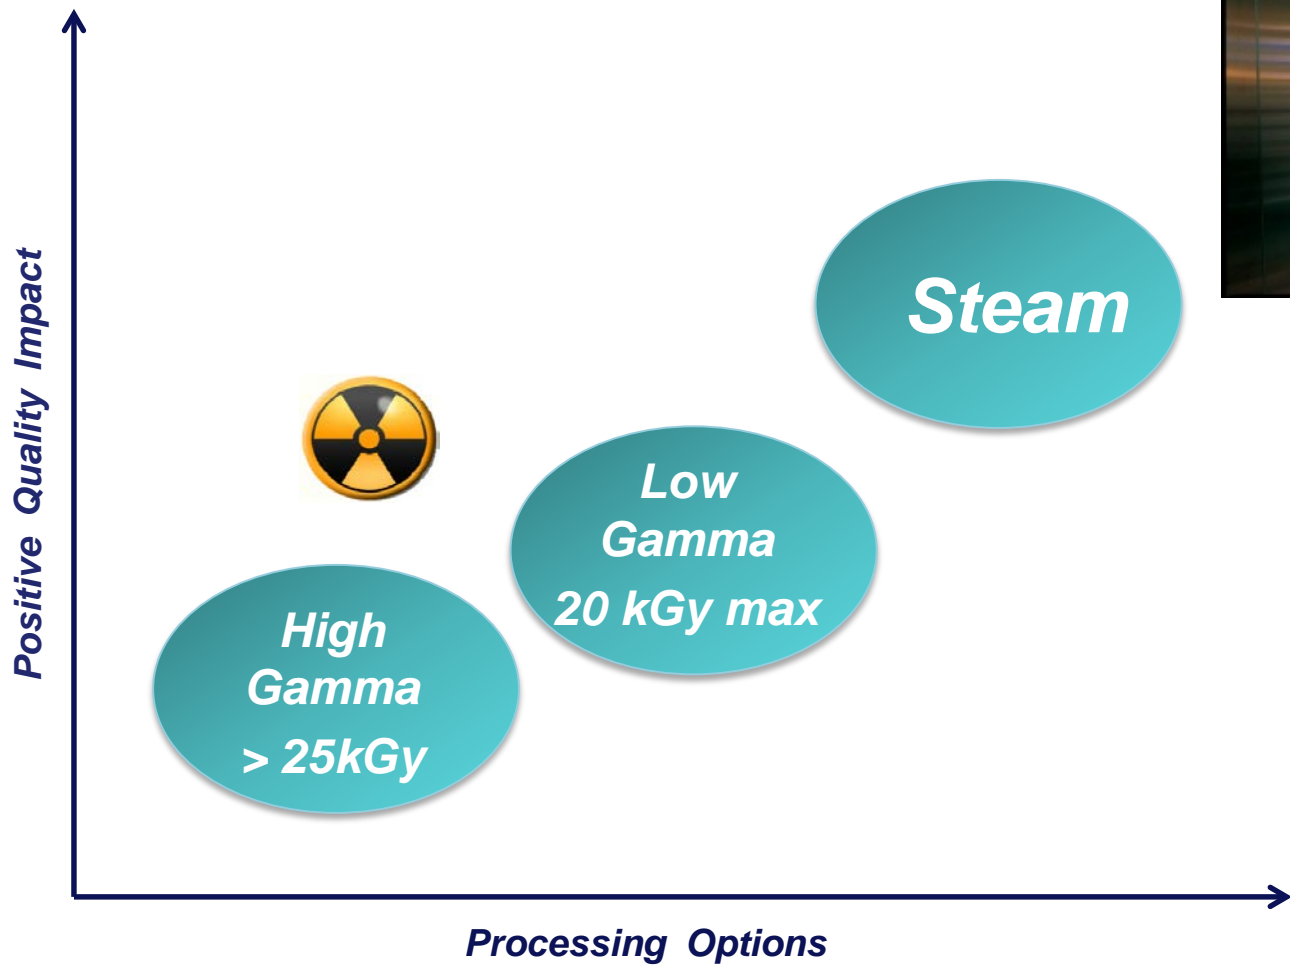 Positive Quality Impact
Steam
Low
Gamma
20 kGy max
High
Gamma
> 25kGy
Processing Options